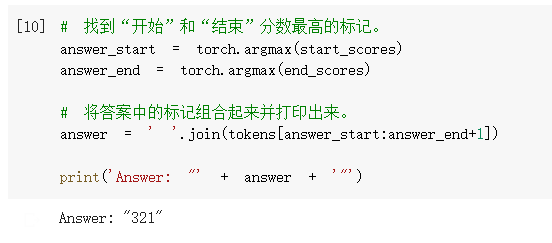 [10] # 找到“开始”和“结束”分数最高的标记。
answer_start = torch.argmax(start_scores)
answer_end = torch.argmax(end_scores)
# 将答案中的标记组合起来并打印出来。
answer = ' '.join(tokens[answer_start:answer_end+1])
print('Answer: "' + answer + '"')
Answer: "321"